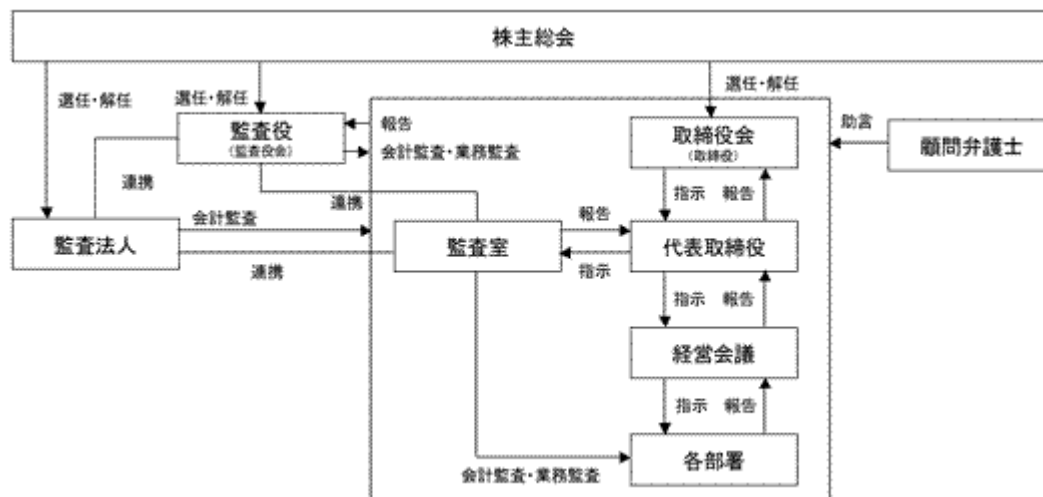 株主総会
選任・解任
選任・解任
選任・解任
監査役
(監査役会)
報告
会計監査・業務監査
取締役会
(取締役)
助言
顧問弁護士
連携
連携
指示 報告
監査法人
会計監査
連携
監査室
報告
指示
代表取締役
指示 報告
経営会議
指示 報告
会計監査・業務監査
各部署